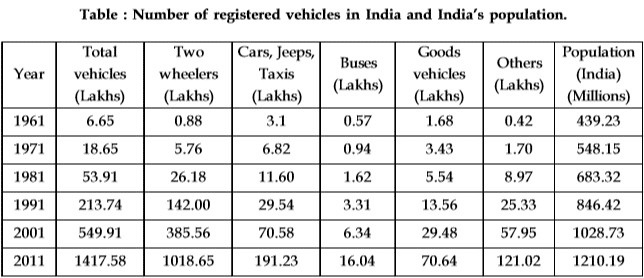 Table : Number of registered vehicles in India and India's population.
Year | Total vehicles (Lakhs) | Two wheelers (Lakhs) | Cars, Jeeps, Taxis (Lakhs) | Buses (Lakhs) | Goods vehicles (Lakhs) | Others (Lakhs) | Population (India) (Millions)
1961 | 6.65 | 0.88 | 3.1 | 0.57 | 1.68 | 0.42 | 439.23
1971 | 18.65 | 5.76 | 6.82 | 0.94 | 3.43 | 1.70 | 548.15
1981 | 53.91 | 26.18 | 11.60 | 1.62 | 5.54 | 8.97 | 683.32
1991 | 213.74 | 142.00 | 29.54 | 3.31 | 13.56 | 25.33 | 846.42
2001 | 549.91 | 385.56 | 70.58 | 6.34 | 29.48 | 57.95 | 1028.73
2011 | 1417.58 | 1018.65 | 191.23 | 16.04 | 70.64 | 121.02 | 1210.19